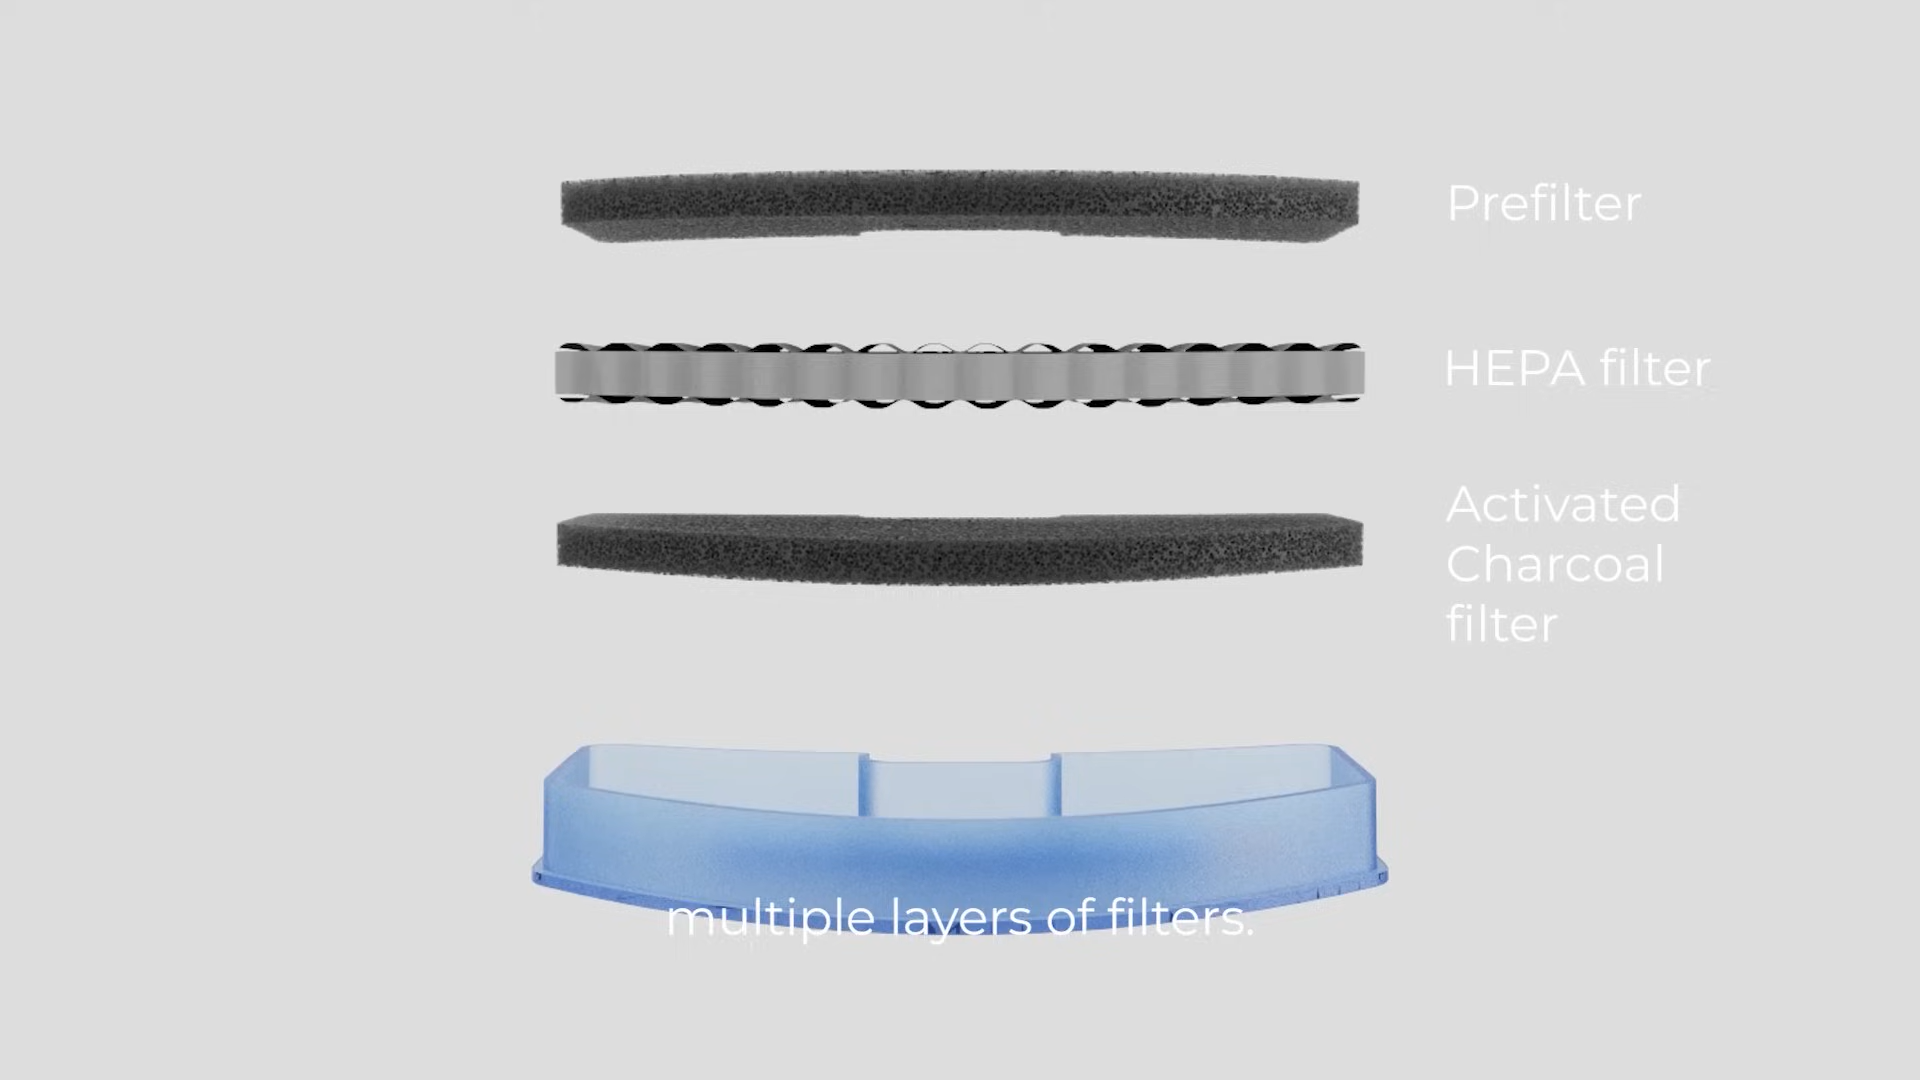 Prefilter
HEPA filter
Activated
Charcoal
filter
multiple layers of filters.